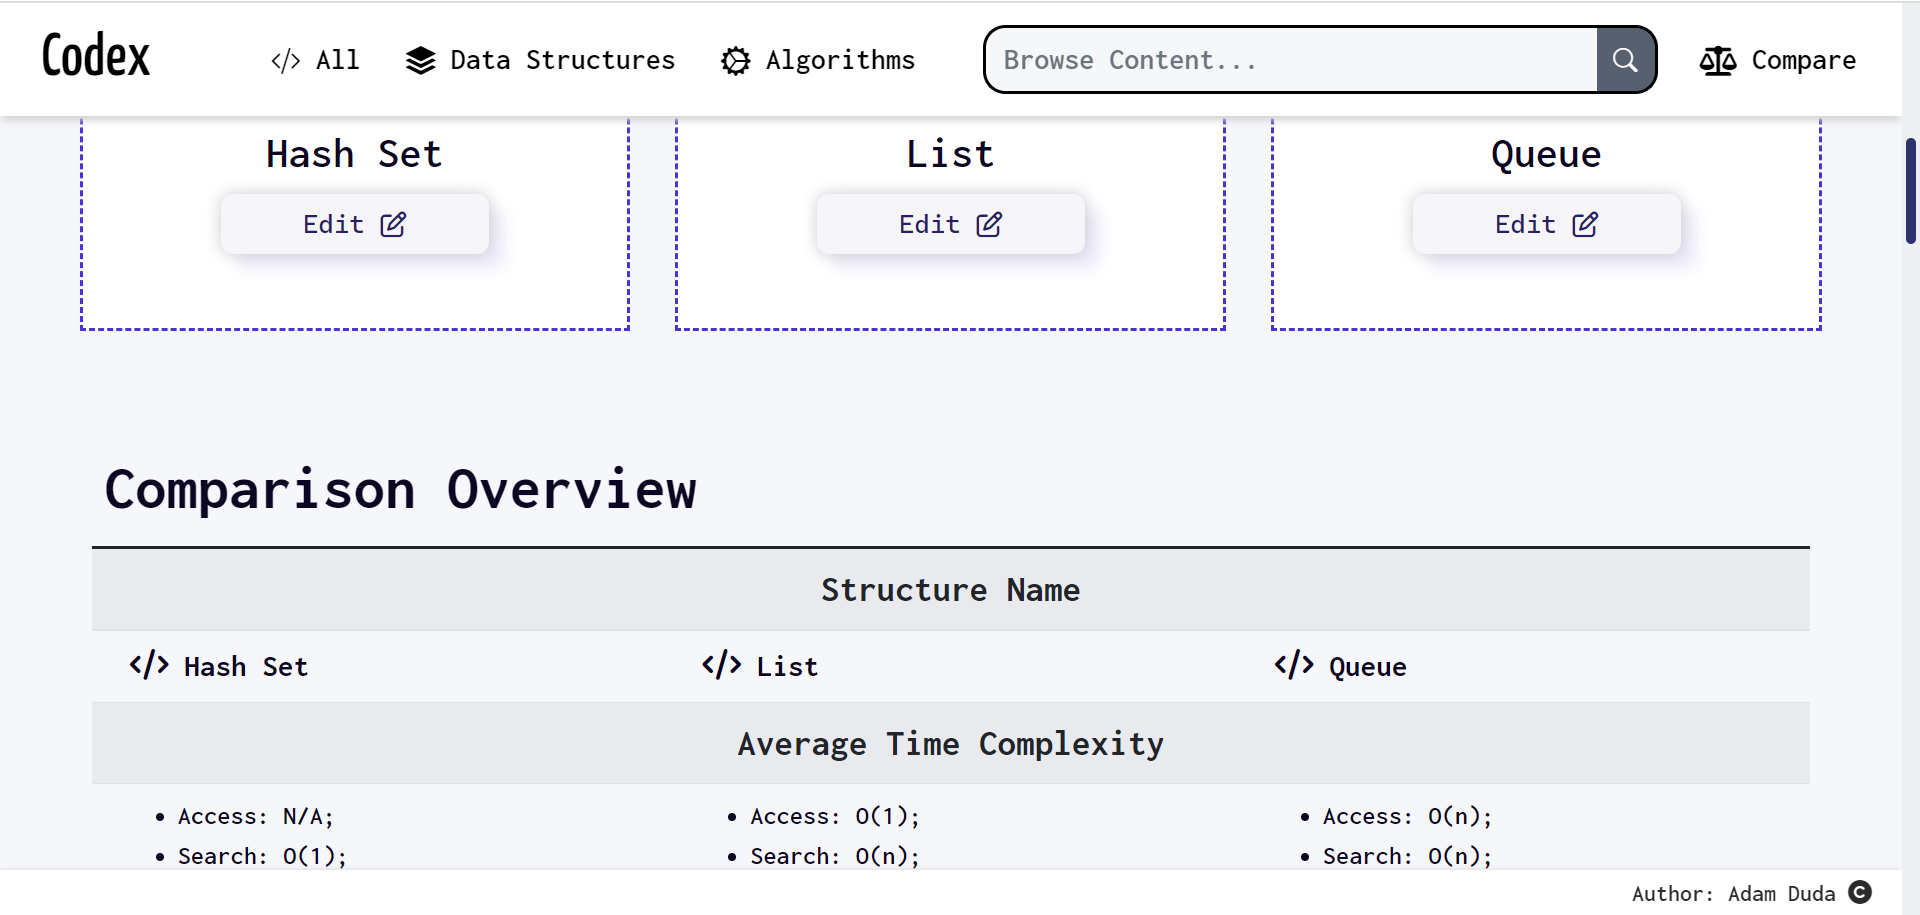 Codex
</> All
Data Structures
Algorithms
Browse Content...
Compare
Hash Set
List
Queue
Edit
Edit
Edit
Comparison Overview
Structure Name
</> Hash Set
</> List
</> Queue
Average Time Complexity
• Access: N/A;
• Search: O(1);
• Access: O(1);
• Search: O(n);
• Access: O(n);
• Search: O(n);
Author: Adam Duda ©